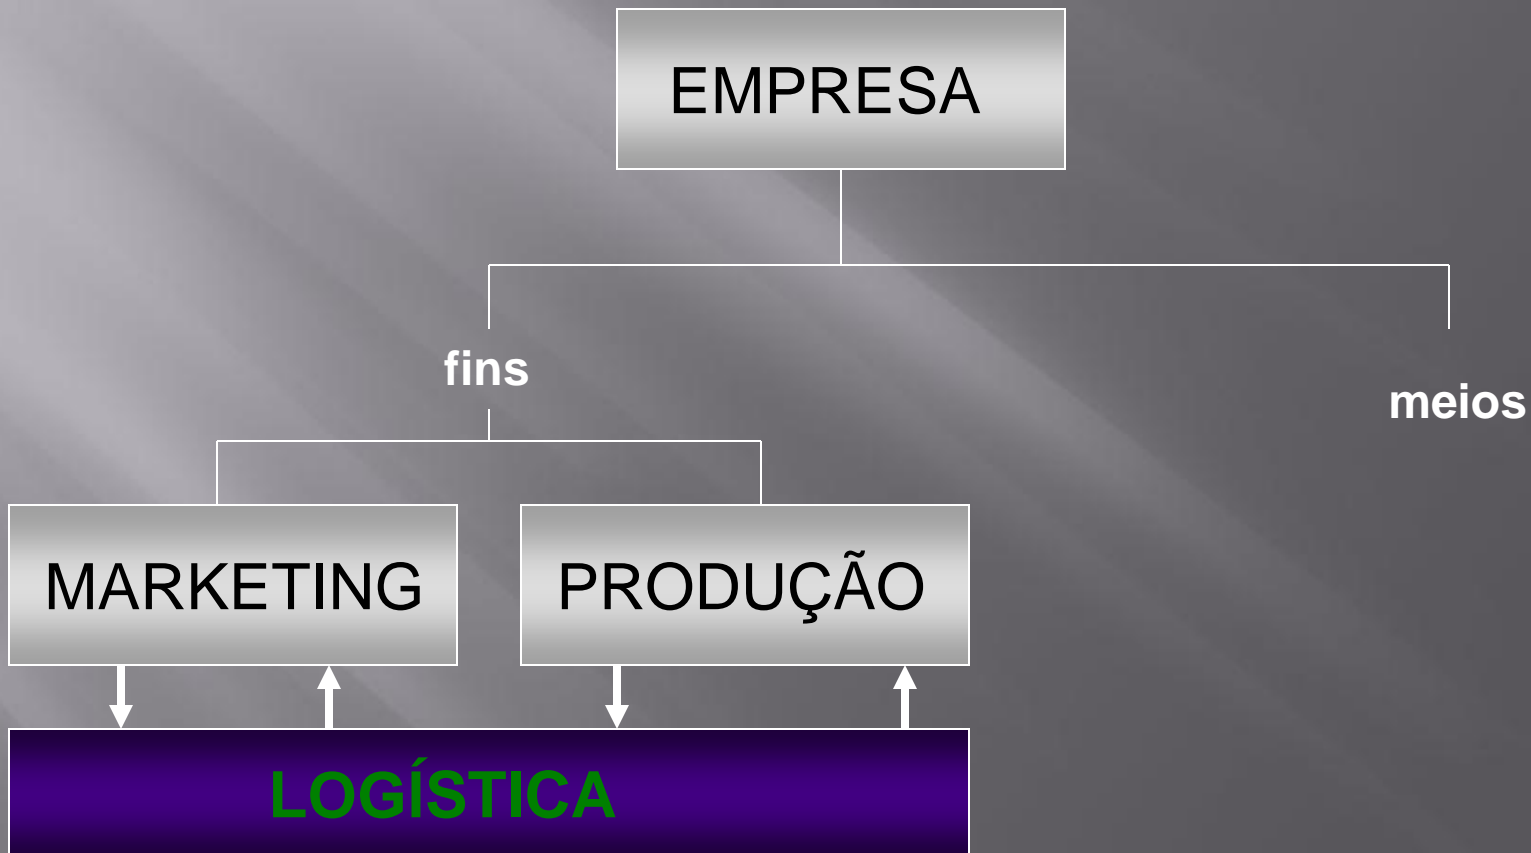 EMPRESA
fins
meios
MARKETING
PRODUÇÃO
LOGÍSTICA